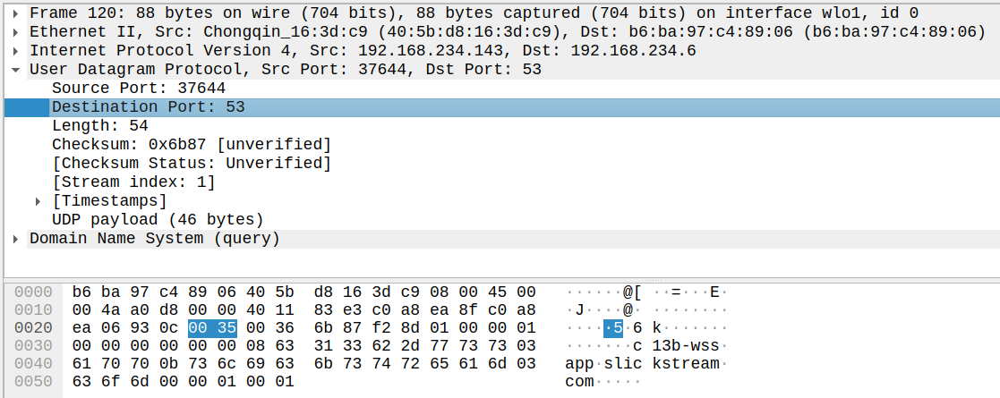 Frame 120: 88 bytes on wire (704 bits), 88 bytes captured (704 bits) on interface wlo1, id 0
Ethernet II, Src: Chongqin_16:3d:c9 (40:5b:d8:16:3d:c9), Dst: b6:ba:97:c4:89:06 (b6:ba:97:c4:89:06)
Internet Protocol Version 4, Src: 192.168.234.143, Dst: 192.168.234.6
User Datagram Protocol, Src Port: 37644, Dst Port: 53
Source Port: 37644
Destination Port: 53
Length: 54
Checksum: 0x6b87 [unverified]
[Checksum Status: Unverified]
[Stream index: 1]
[Timestamps]
UDP payload (46 bytes)
Domain Name System (query)
0000 b6 ba 97 c4 89 06 40 5b d8 16 3d c9 08 00 45 00 ······@[ ··=···E·
0010 00 4a a0 d8 00 00 40 11 83 e3 c0 a8 ea 8f c0 a8 ·J····@· ········
0020 ea 06 93 0c 00 35 00 36 6b 87 f2 8d 01 00 00 01 ·····5·6 k·······
0030 00 00 00 00 00 00 08 63 31 33 62 2d 77 73 73 03 ·······c 13b-wss·
0040 61 70 70 0b 73 6c 69 63 6b 73 74 72 65 61 6d 03 app·slic kstream·
0050 63 6f 6d 00 00 01 00 01 com·····